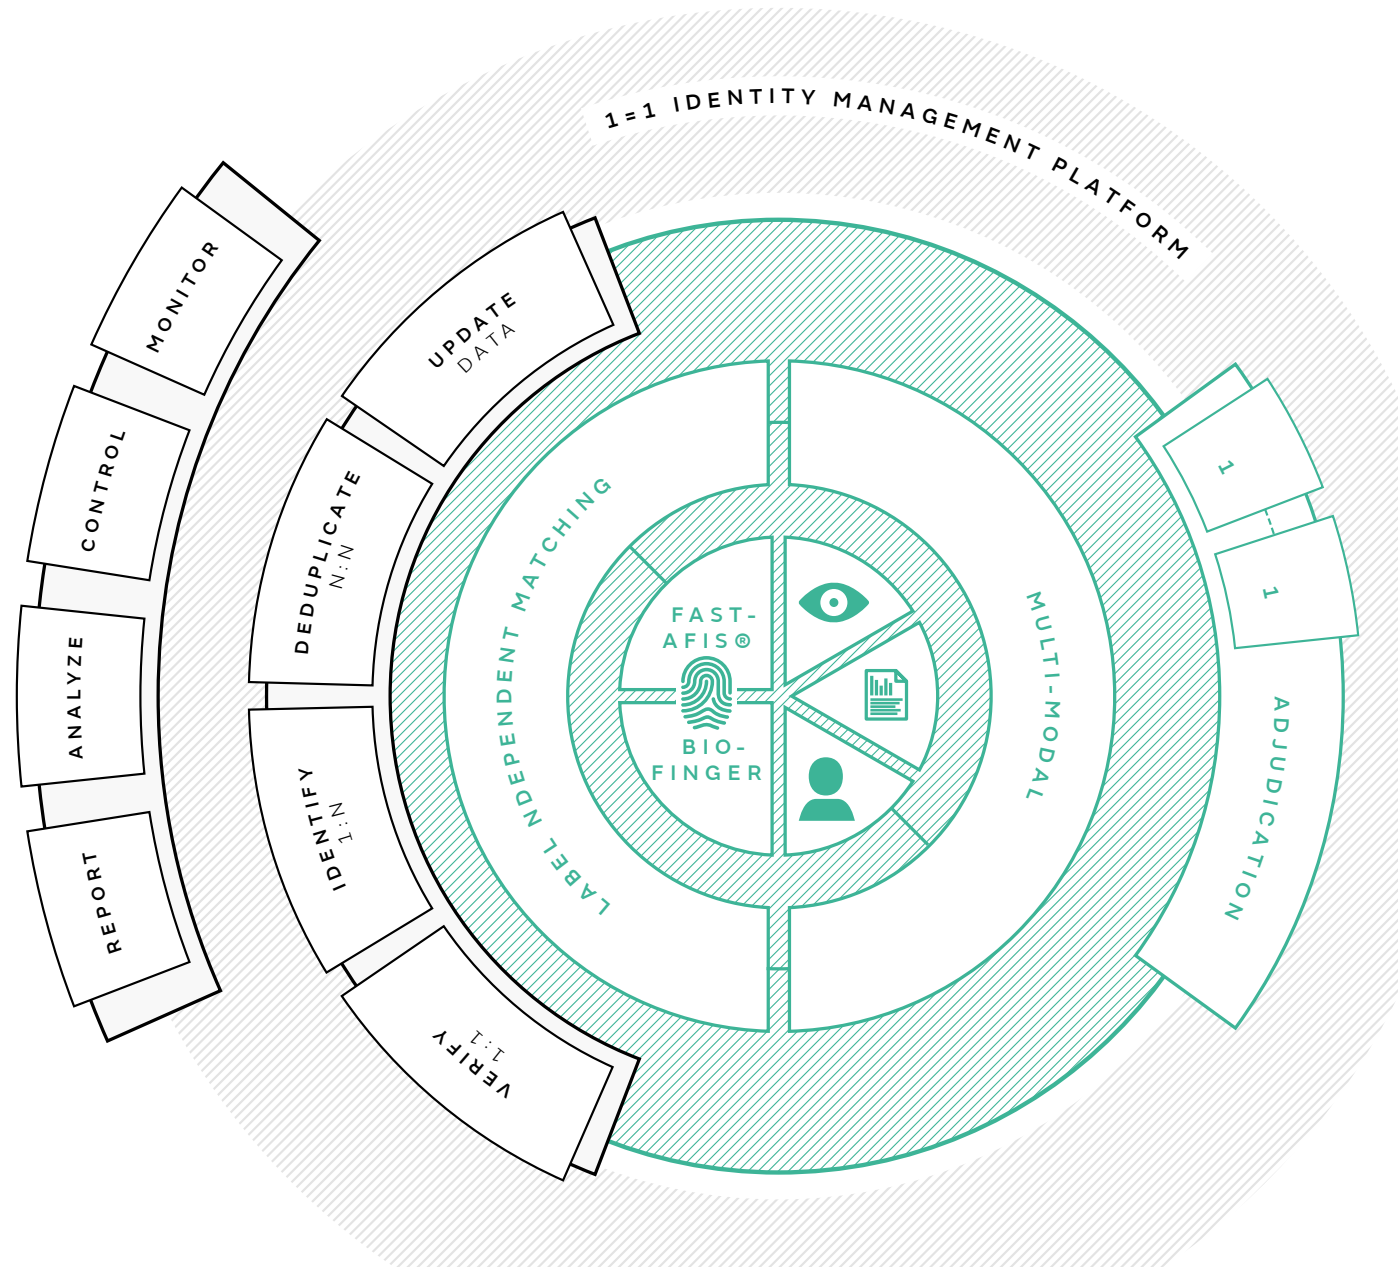 1=1 IDENTITY MANAGEMENT PLATFORM
MONITOR
CONTROL
ANALYZE
REPORT
UPDATE
DATA
DEDUPLICATE
N:N
IDENTIFY
1:N
VERIFY
1:1
LABEL NDEPENDENT MATCHING
FAST-
AFIS®
BIO-
FINGER
MULTI-MODAL
1
1
ADJUDICATION